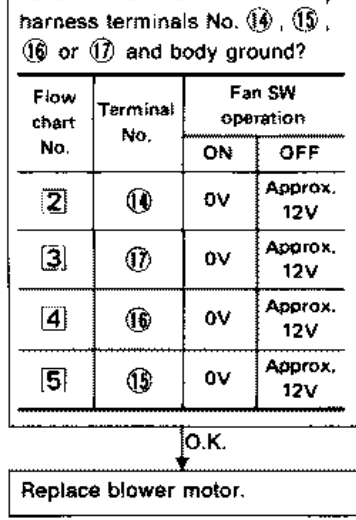 harness terminals No. ⑭, ⑮,
⑯ or ⑰ and body ground?
Flow chart No. Terminal No. Fan SW operation
ON OFF
2 ⑭ 0V Approx. 12V
3 ⑰ 0V Approx. 12V
4 ⑯ 0V Approx. 12V
5 ⑮ 0V Approx. 12V
O.K.
Replace blower motor.